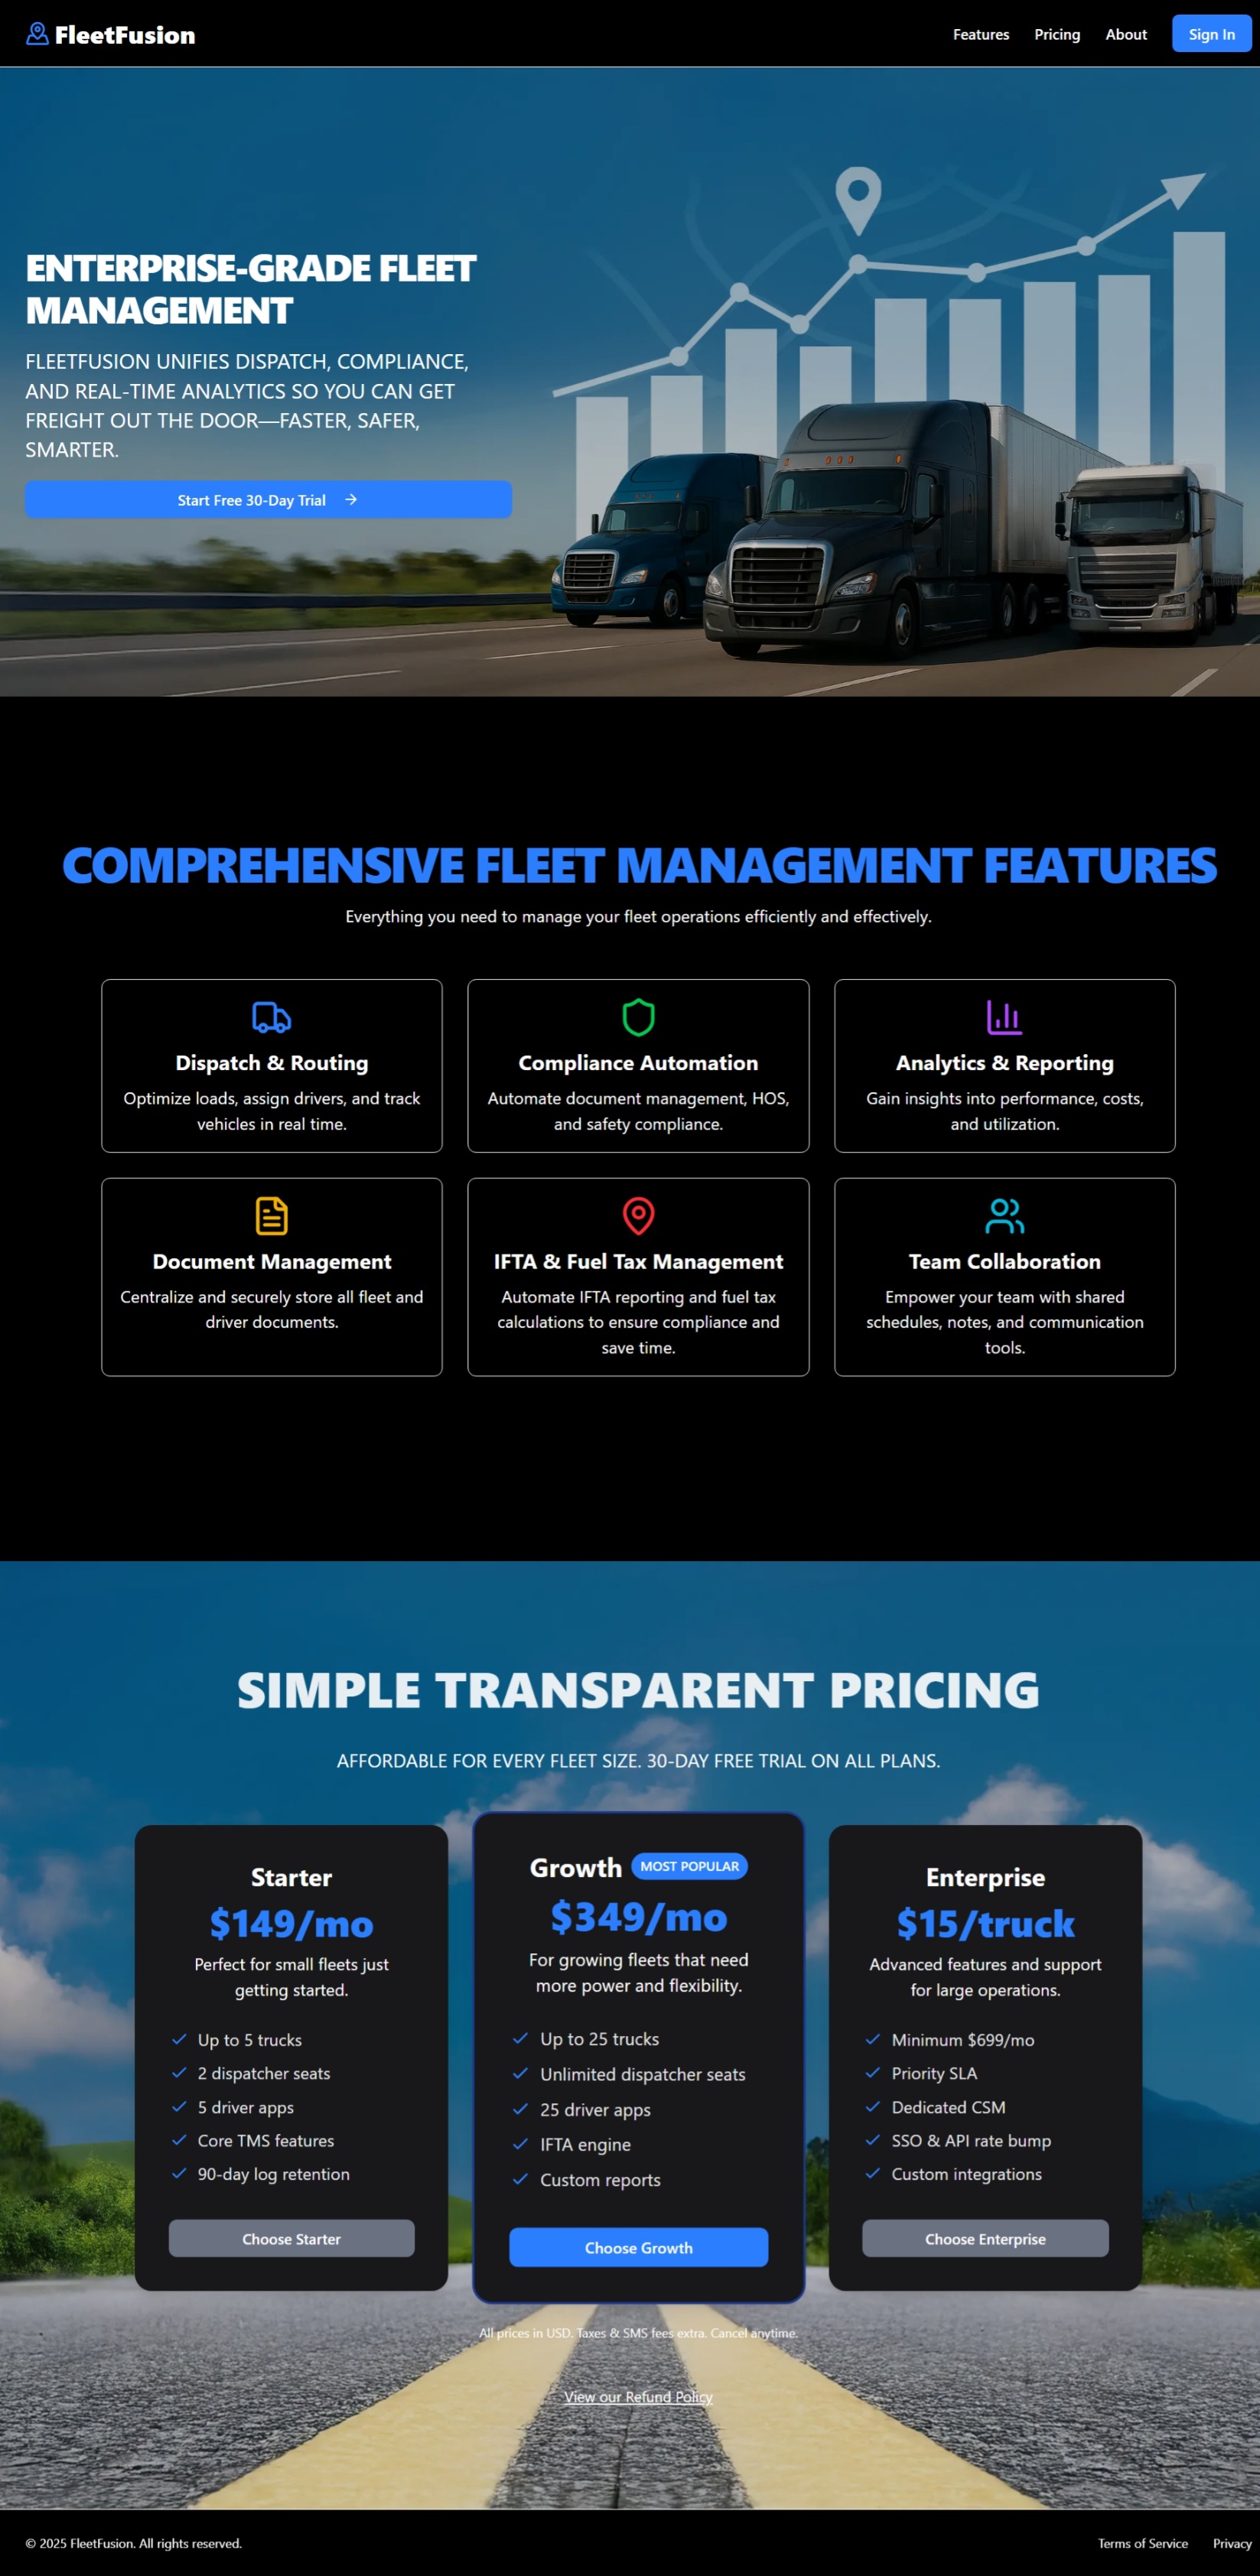 FleetFusion
Features
Pricing
About
Sign In
ENTERPRISE-GRADE FLEET
MANAGEMENT
FLEETFUSION UNIFIES DISPATCH, COMPLIANCE,
AND REAL-TIME ANALYTICS SO YOU CAN GET
FREIGHT OUT THE DOOR—FASTER, SAFER,
SMARTER.
Start Free 30-Day Trial →
COMPREHENSIVE FLEET MANAGEMENT FEATURES
Everything you need to manage your fleet operations efficiently and effectively.
Dispatch & Routing
Optimize loads, assign drivers, and track
vehicles in real time.
Compliance Automation
Automate document management, HOS,
and safety compliance.
Analytics & Reporting
Gain insights into performance, costs,
and utilization.
Document Management
Centralize and securely store all fleet and
driver documents.
IFTA & Fuel Tax Management
Automate IFTA reporting and fuel tax
calculations to ensure compliance and
save time.
Team Collaboration
Empower your team with shared
schedules, notes, and communication
tools.
SIMPLE TRANSPARENT PRICING
AFFORDABLE FOR EVERY FLEET SIZE. 30-DAY FREE TRIAL ON ALL PLANS.
Starter
$149/mo
Perfect for small fleets just
getting started.
Up to 5 trucks
2 dispatcher seats
5 driver apps
Core TMS features
90-day log retention
Choose Starter
Growth MOST POPULAR
$349/mo
For growing fleets that need
more power and flexibility.
Up to 25 trucks
Unlimited dispatcher seats
25 driver apps
IFTA engine
Custom reports
Choose Growth
Enterprise
$15/truck
Advanced features and support
for large operations.
Minimum $699/mo
Priority SLA
Dedicated CSM
SSO & API rate bump
Custom integrations
Choose Enterprise
All prices in USD. Taxes & SMS fees extra. Cancel anytime.
View our Refund Policy
© 2025 FleetFusion. All rights reserved.
Terms of Service
Privacy